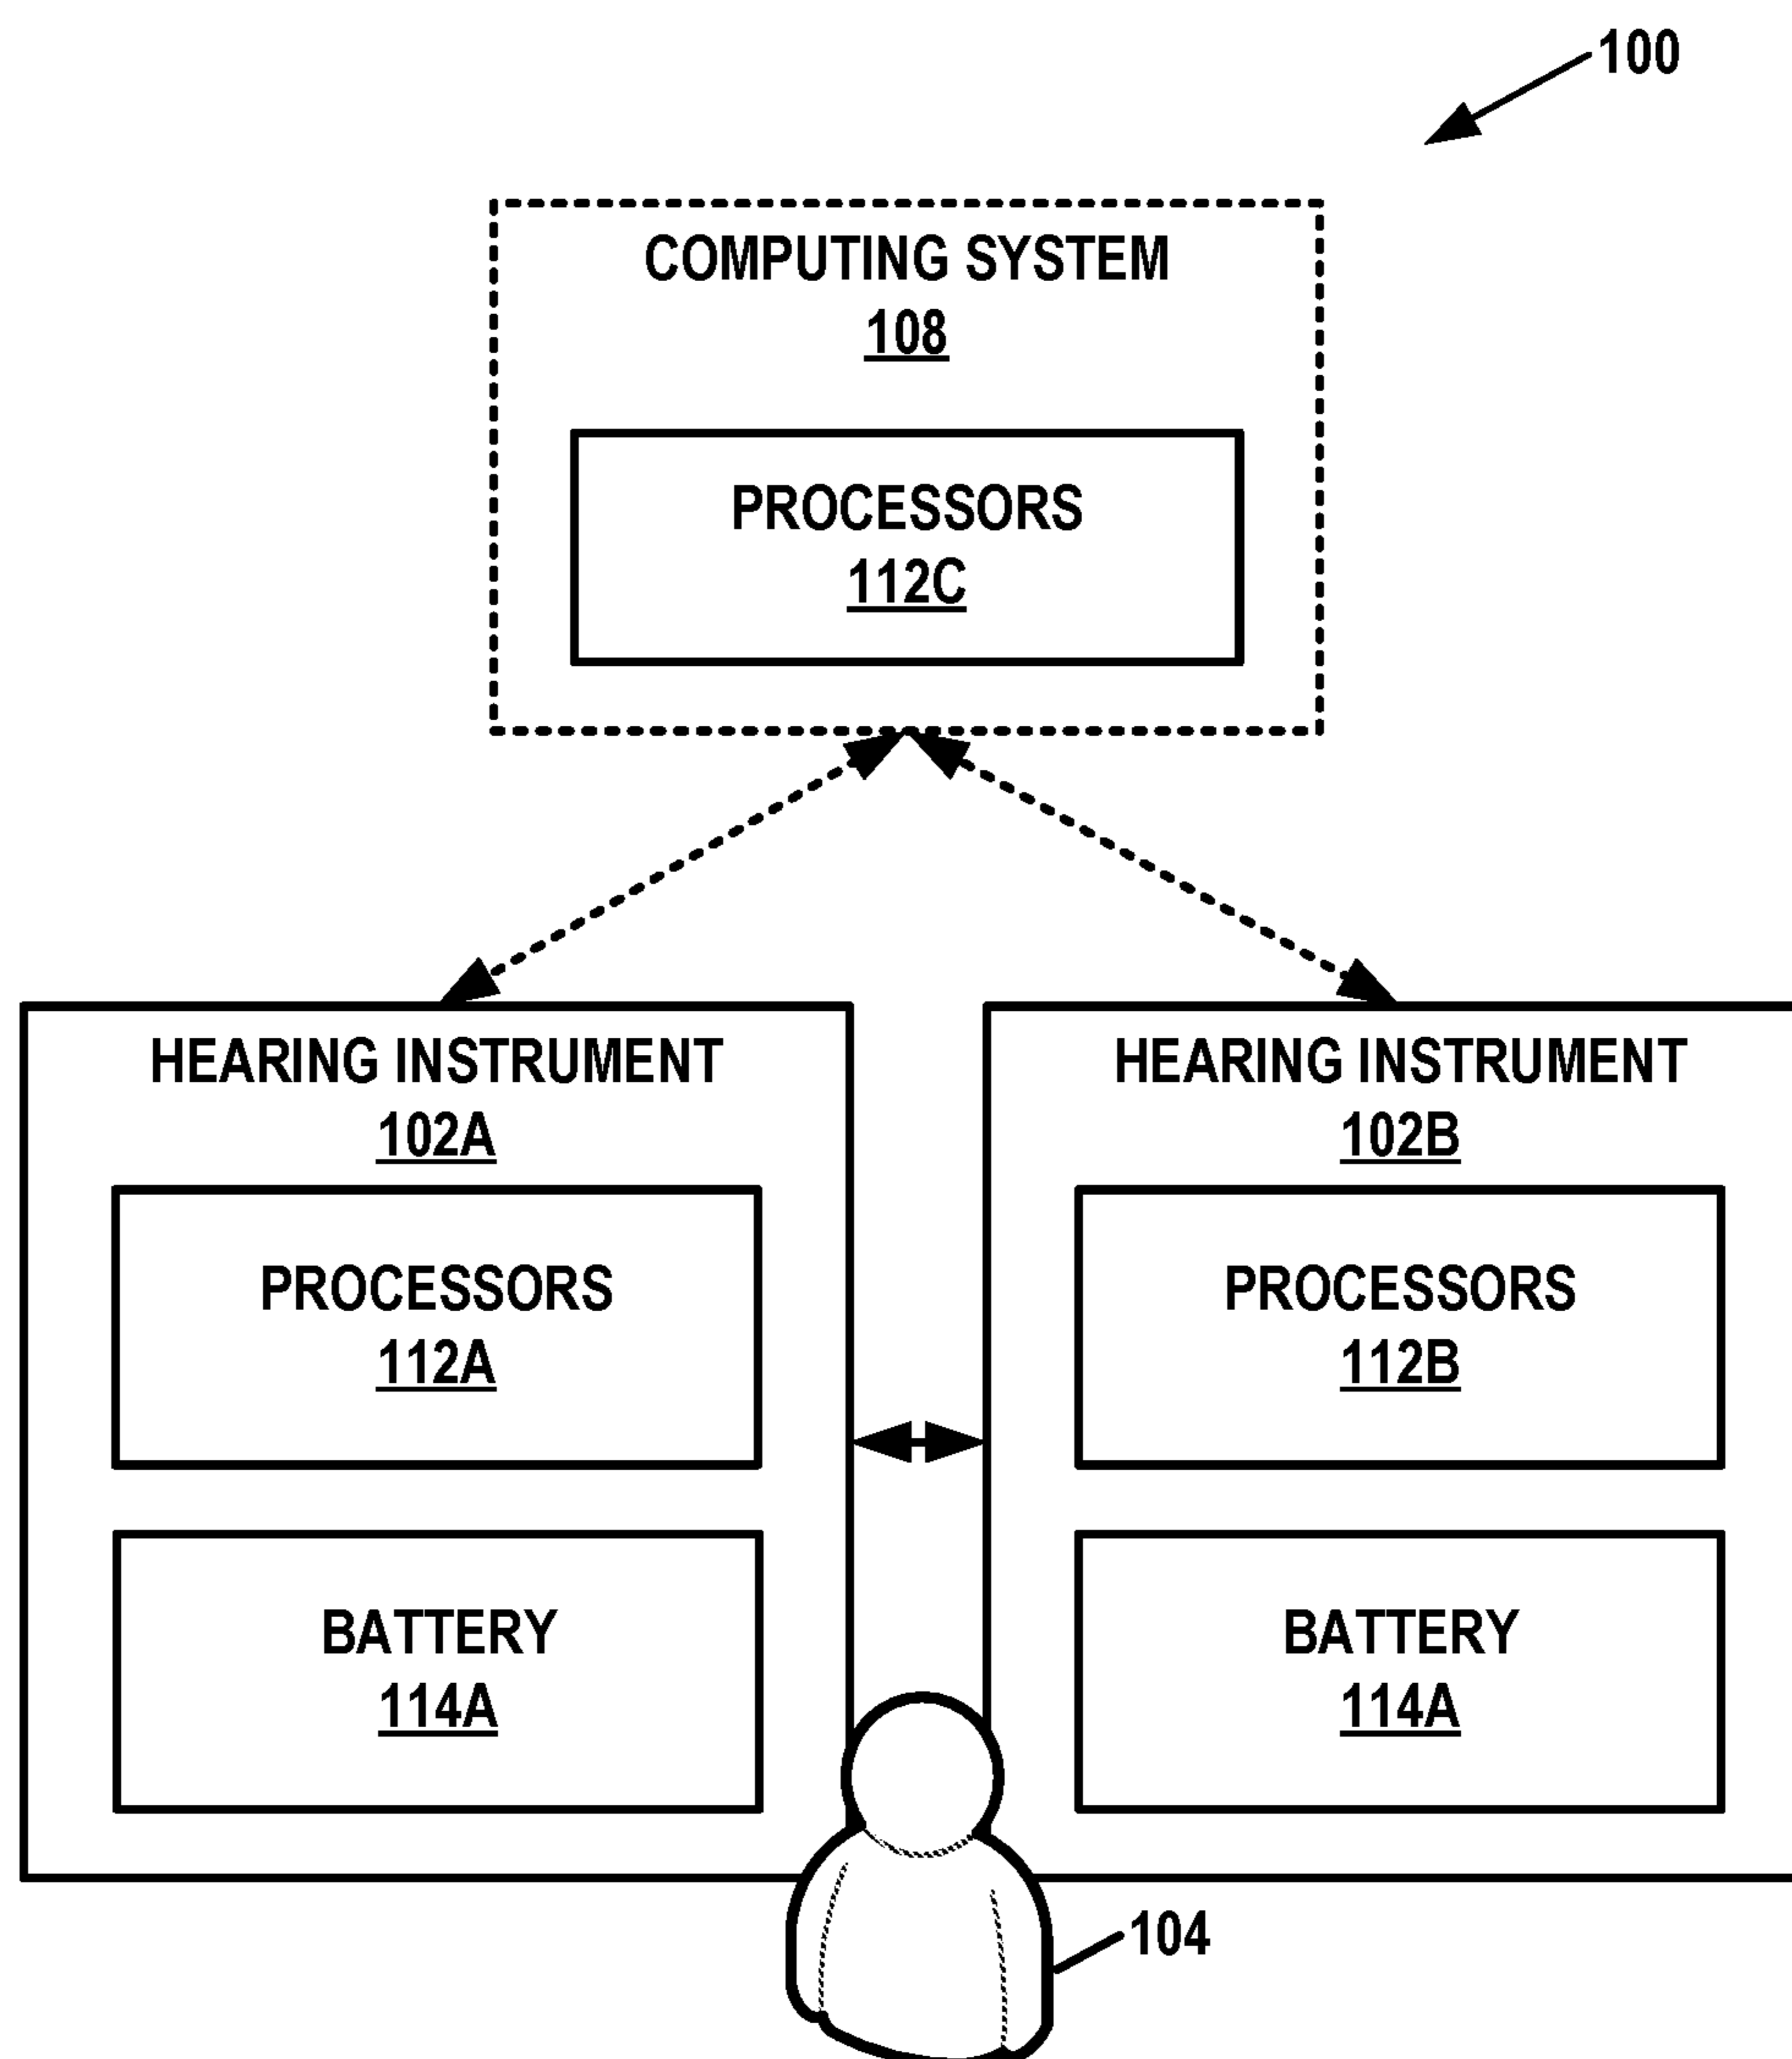 100
COMPUTING SYSTEM
108
PROCESSORS
112C
HEARING INSTRUMENT
102A
PROCESSORS
112A
BATTERY
114A
HEARING INSTRUMENT
102B
PROCESSORS
112B
BATTERY
114A
104